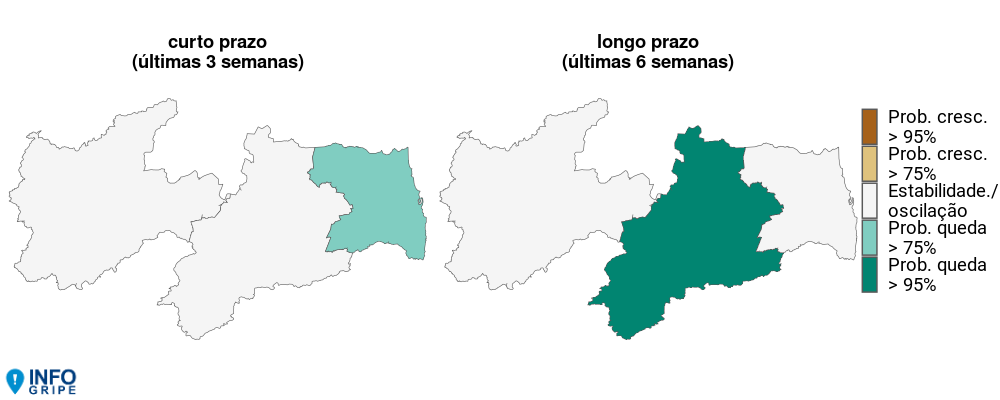 curto prazo
(últimas 3 semanas)
longo prazo
(últimas 6 semanas)
Prob. cresc.
> 95%
Prob. cresc.
> 75%
Estabilidade./
oscilação
Prob. queda
> 75%
Prob. queda
> 95%
INFO
GRIPE